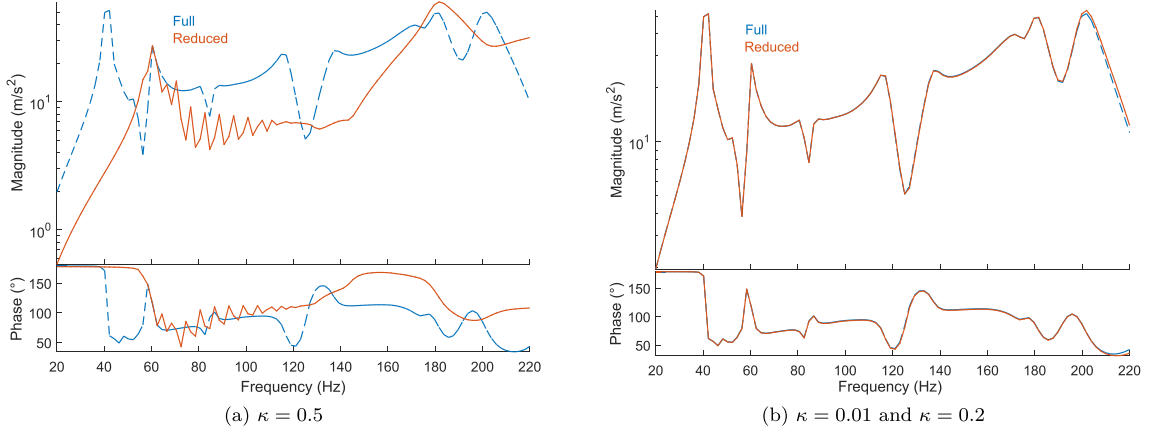 Full
Reduced
Magnitude (m/s²)
10¹
10⁰
Phase (°)
150
100
50
20 40 60 80 100 120 140 160 180 200 220
Frequency (Hz)
(a) κ = 0.5
Full
Reduced
Magnitude (m/s²)
10¹
Phase (°)
150
100
50
20 40 60 80 100 120 140 160 180 200 220
Frequency (Hz)
(b) κ = 0.01 and κ = 0.2